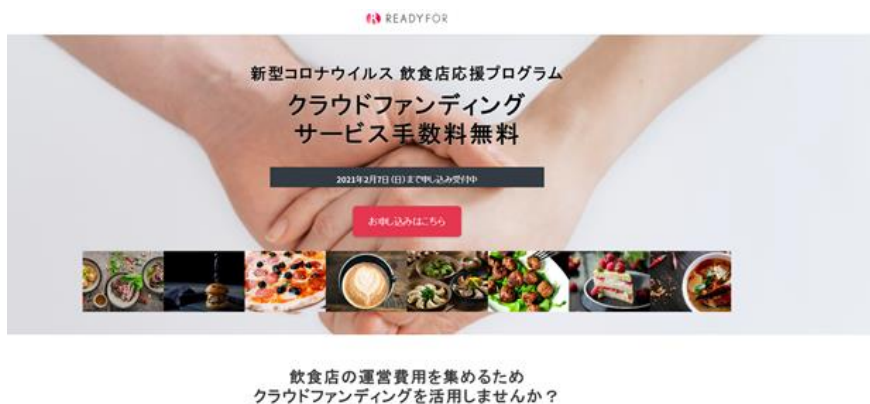 READYFOR
新型コロナウイルス 飲食店応援プログラム
クラウドファンディング
サービス手数料無料
2021年2月7日(日)まで申し込み受付中
お申し込みはこちら
飲食店の運営費用を集めるため
クラウドファンディングを活用しませんか？